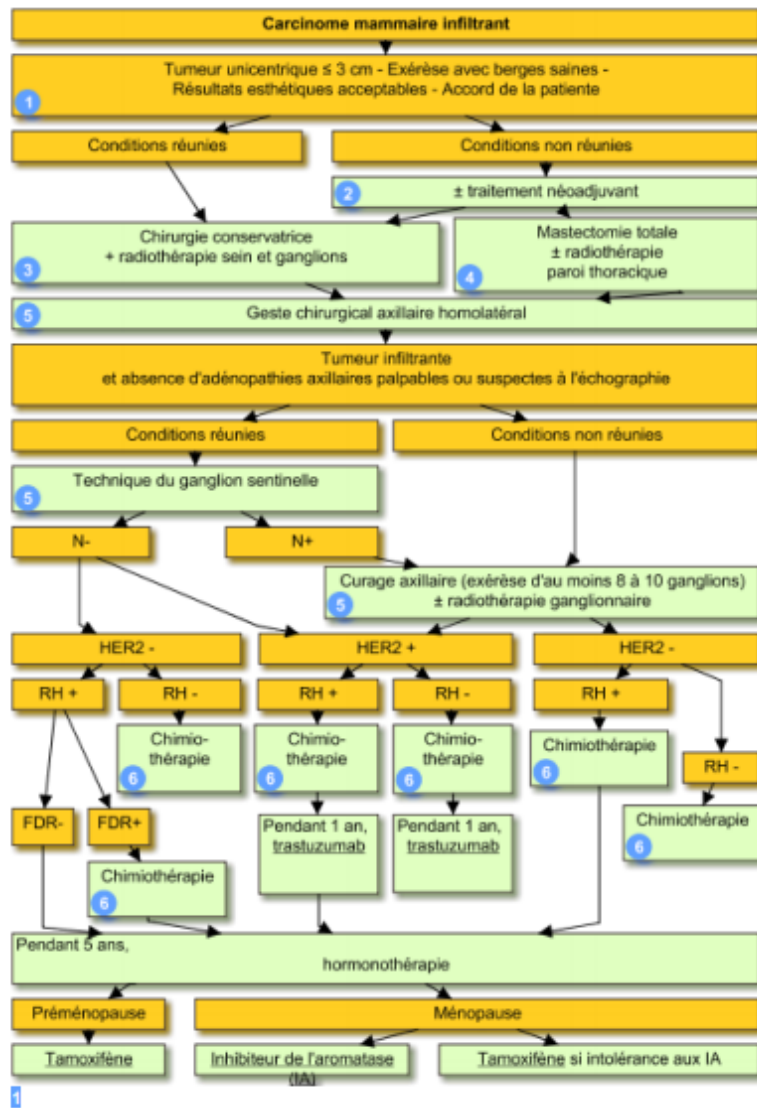 Carcinome mammaire infiltrant
Tumeur unicentrique ≤ 3 cm - Exérèse avec berges saines -
Résultats esthétiques acceptables - Accord de la patiente
1
Conditions réunies
Conditions non réunies
2
± traitement néoadjuvant
Chirurgie conservatrice
+ radiothérapie sein et ganglions
3
Mastectomie totale
± radiothérapie
paroi thoracique
4
5
Geste chirurgical axillaire homolatéral
Tumeur infiltrante
et absence d'adénopathies axillaires palpables ou suspectes à l'échographie
Conditions réunies
Conditions non réunies
Technique du ganglion sentinelle
5
N-
N+
Curage axillaire (exérèse d'au moins 8 à 10 ganglions)
± radiothérapie ganglionnaire
5
HER2 -
HER2 +
HER2 -
RH +
RH -
RH +
RH -
RH +
Chimio-
thérapie
6
Chimio-
thérapie
6
Chimio-
thérapie
6
Chimiothérapie
6
RH -
FDR-
FDR+
Pendant 1 an,
trastuzumab
Pendant 1 an,
trastuzumab
Chimiothérapie
6
Chimiothérapie
6
Pendant 5 ans,
hormonothérapie
Préménopause
Ménopause
Tamoxifène
Inhibiteur de l'aromatase
(IA)
Tamoxifène si intolérance aux IA
1